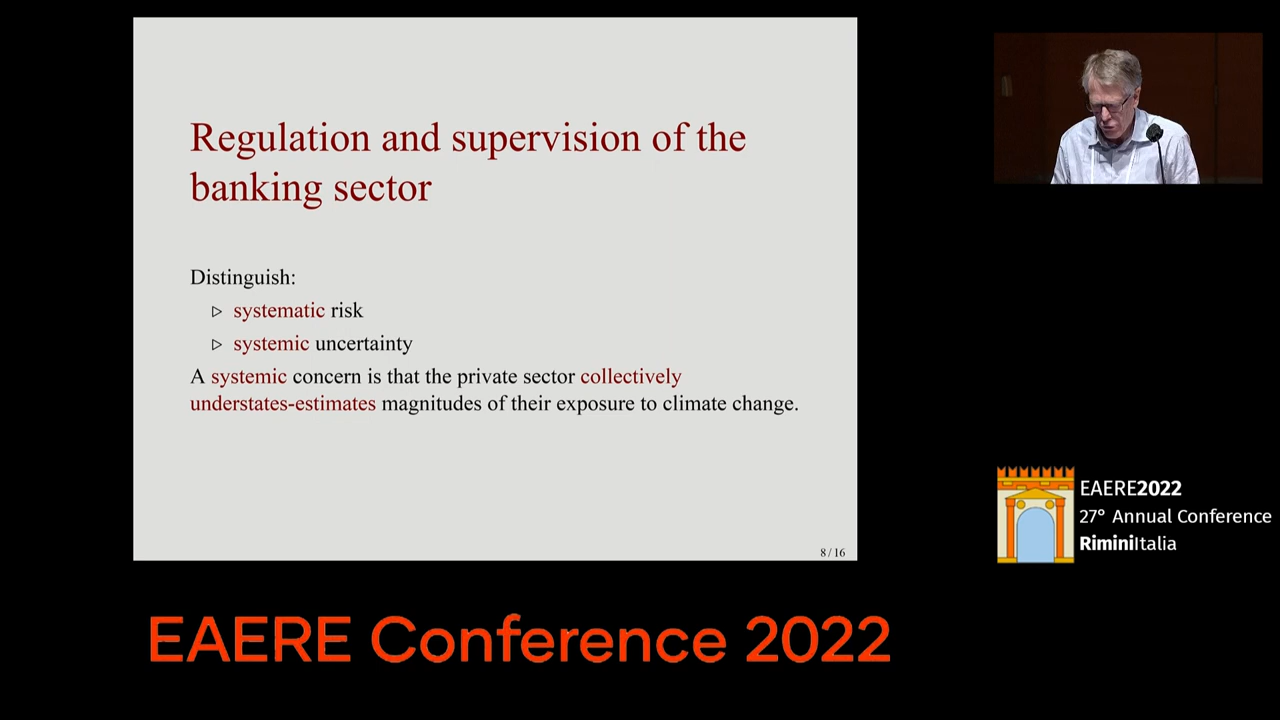 Regulation and supervision of the
banking sector
Distinguish:
▷ systematic risk
▷ systemic uncertainty
A systemic concern is that the private sector collectively
understates-estimates magnitudes of their exposure to climate change.
8 / 16
EAERE2022
27° Annual Conference
RiminiItalia
EAERE Conference 2022